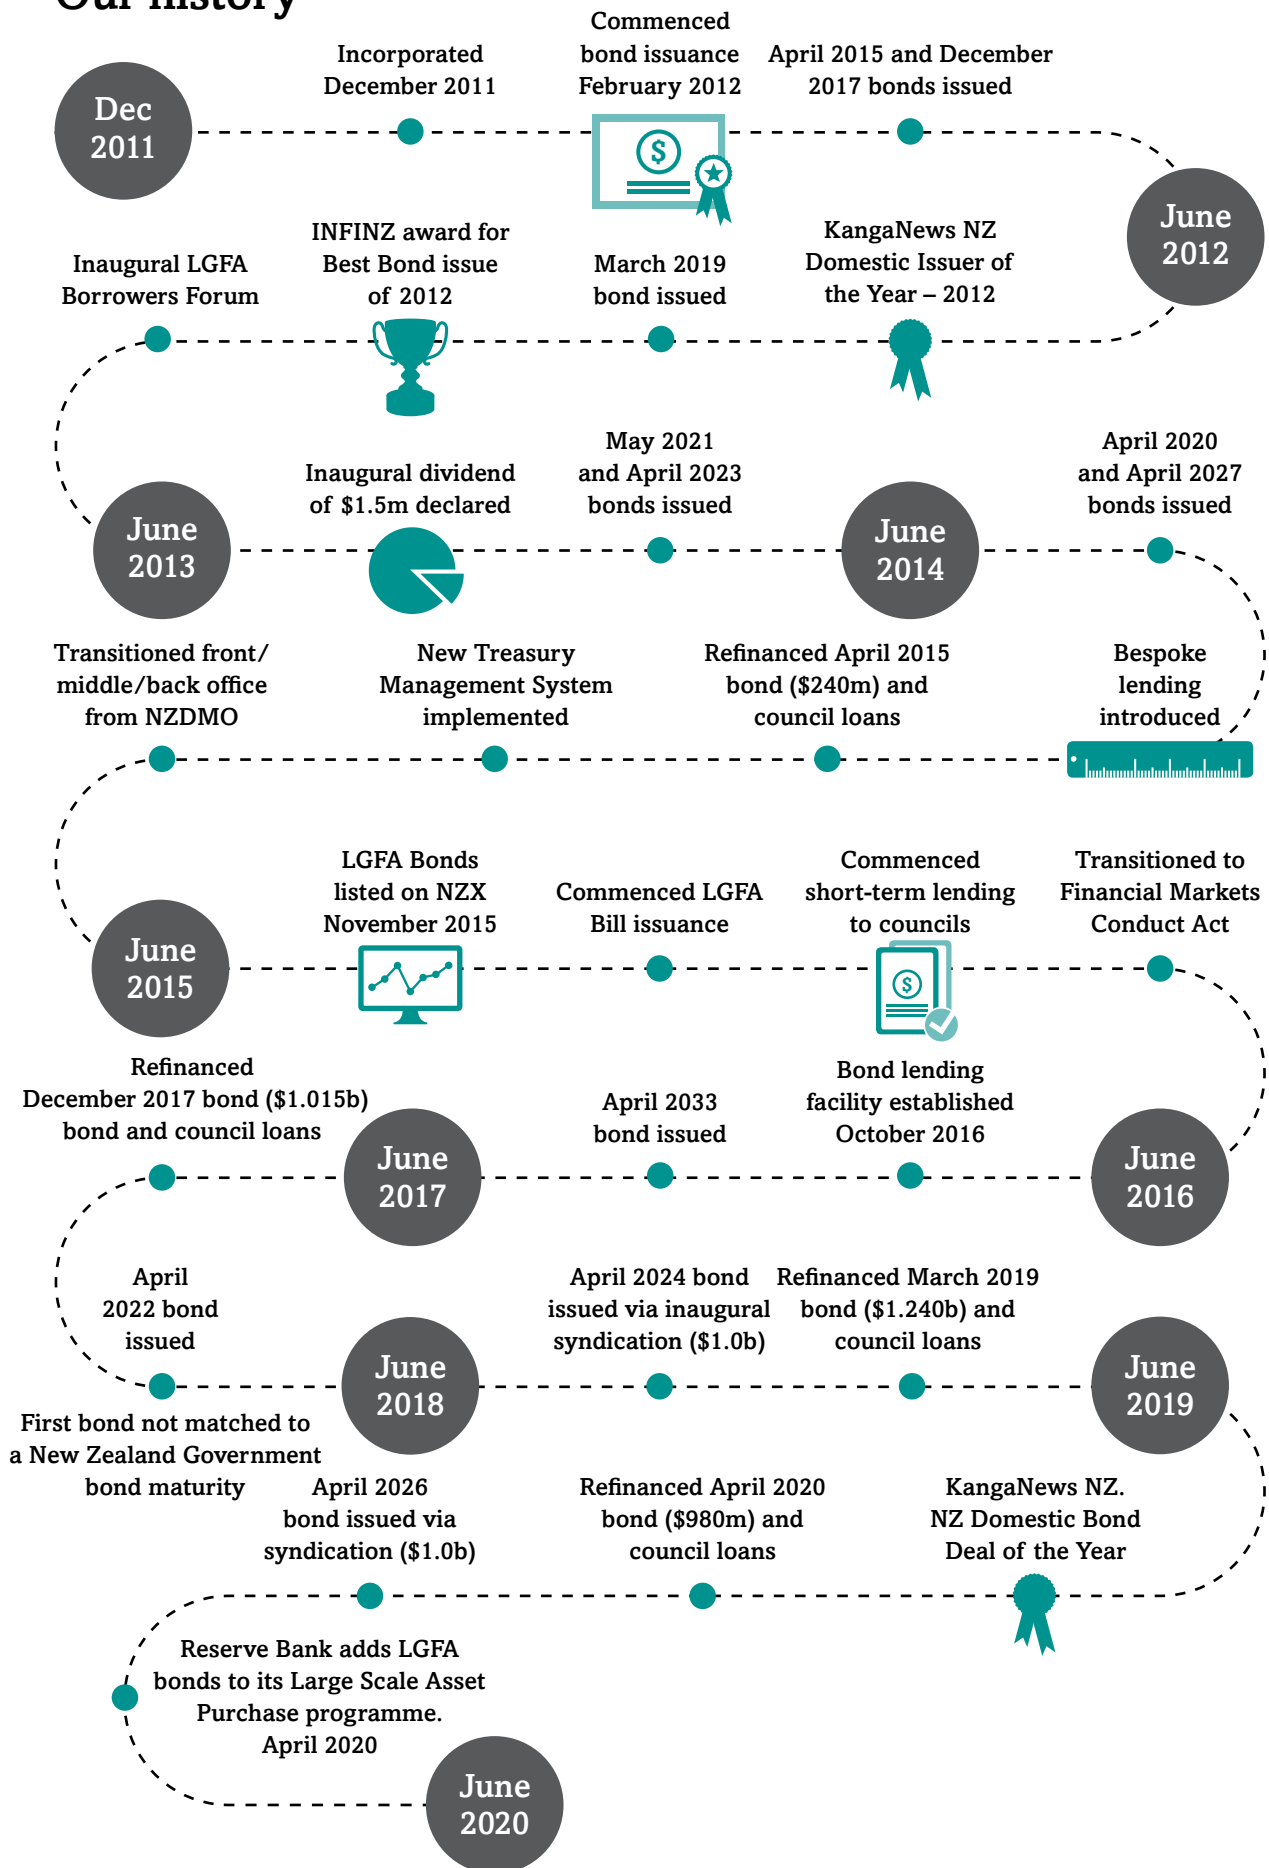 Our history
Dec
2011
Incorporated
December 2011
Commenced
bond issuance
February 2012
April 2015 and December
2017 bonds issued
June
2012
KangaNews NZ
Domestic Issuer of
the Year – 2012
March 2019
bond issued
INFINZ award for
Best Bond issue
of 2012
Inaugural LGFA
Borrowers Forum
June
2013
Inaugural dividend
of $1.5m declared
May 2021
and April 2023
bonds issued
June
2014
April 2020
and April 2027
bonds issued
Bespoke
lending
introduced
Refinanced April 2015
bond ($240m) and
council loans
New Treasury
Management System
implemented
Transitioned front/
middle/back office
from NZDMO
June
2015
LGFA Bonds
listed on NZX
November 2015
Commenced LGFA
Bill issuance
Commenced
short-term lending
to councils
Transitioned to
Financial Markets
Conduct Act
June
2016
Bond lending
facility established
October 2016
April 2033
bond issued
June
2017
Refinanced
December 2017 bond ($1.015b)
bond and council loans
April
2022 bond
issued
First bond not matched to
a New Zealand Government
bond maturity
June
2018
April 2024 bond
issued via inaugural
syndication ($1.0b)
Refinanced March 2019
bond ($1.240b) and
council loans
June
2019
KangaNews NZ.
NZ Domestic Bond
Deal of the Year
Refinanced April 2020
bond ($980m) and
council loans
April 2026
bond issued via
syndication ($1.0b)
Reserve Bank adds LGFA
bonds to its Large Scale Asset
Purchase programme.
April 2020
June
2020